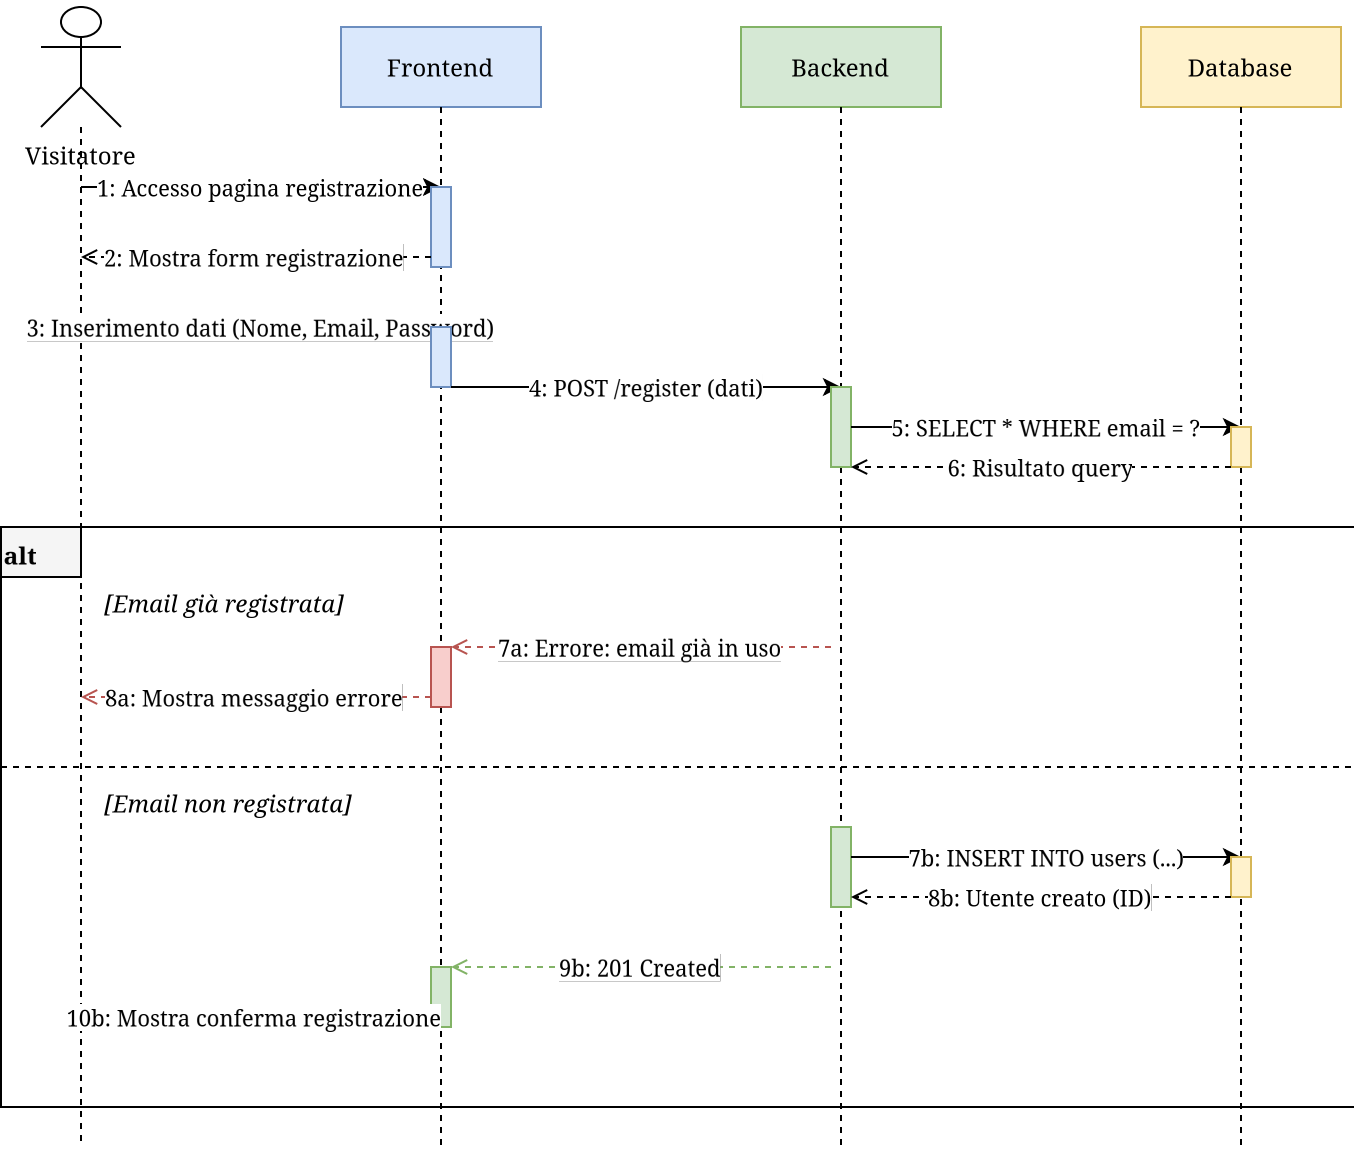 Frontend
Backend
Database
Visitatore
1: Accesso pagina registrazione
2: Mostra form registrazione
3: Inserimento dati (Nome, Email, Password)
4: POST /register (dati)
5: SELECT * WHERE email = ?
6: Risultato query
alt
[Email già registrata]
7a: Errore: email già in uso
8a: Mostra messaggio errore
[Email non registrata]
7b: INSERT INTO users (...)
8b: Utente creato (ID)
9b: 201 Created
10b: Mostra conferma registrazione